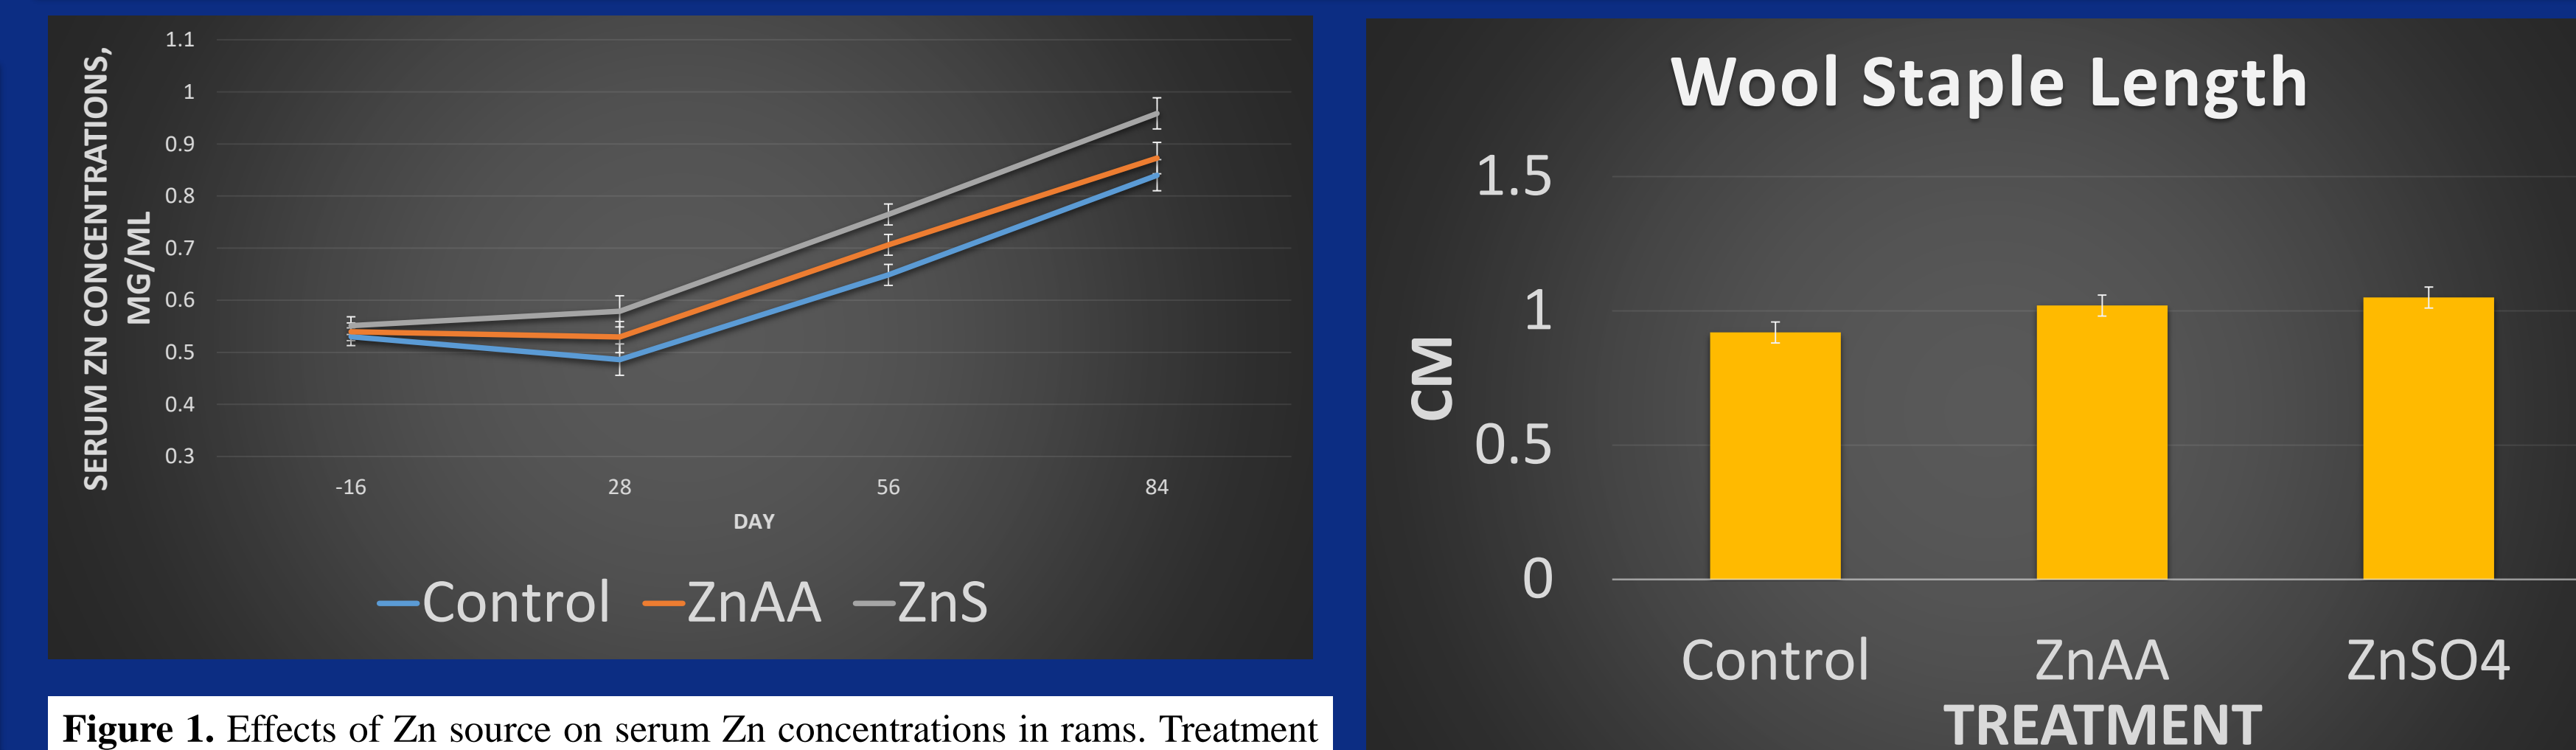 SERUM ZN CONCENTRATIONS,
MG/ML
1.1
1
0.9
0.8
0.7
0.6
0.5
0.4
0.3
-16 28 56 84
DAY
Control ZnAA ZnS
Figure 1. Effects of Zn source on serum Zn concentrations in rams. Treatment
Wool Staple Length
CM
1.5
1
0.5
0
Control ZnAA ZnSO4
TREATMENT